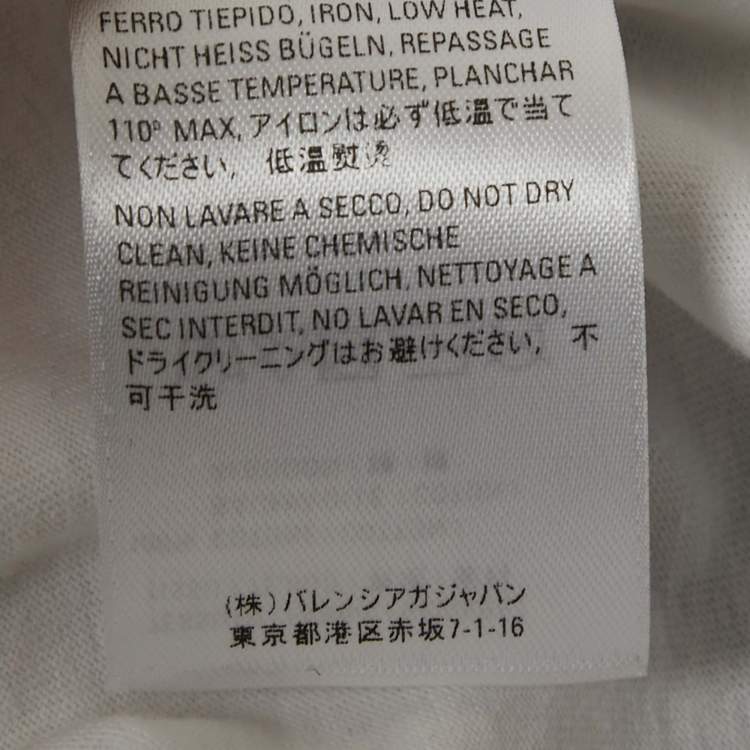 FERRO TIEPIDO, IRON, LOW HEAT,
NICHT HEISS BÜGELN, REPASSAGE
A BASSE TEMPERATURE, PLANCHAR
110º MAX, アイロンは必ず低温で当て
てください, 低温熨烫
NON LAVARE A SECCO, DO NOT DRY
CLEAN, KEINE CHEMISCHE
REINIGUNG MÖGLICH, NETTOYAGE A
SEC INTERDIT, NO LAVAR EN SECO,
ドライクリーニングはお避けください, 不
可干洗
(株)バレンシアガジャパン
東京都港区赤坂7-1-16